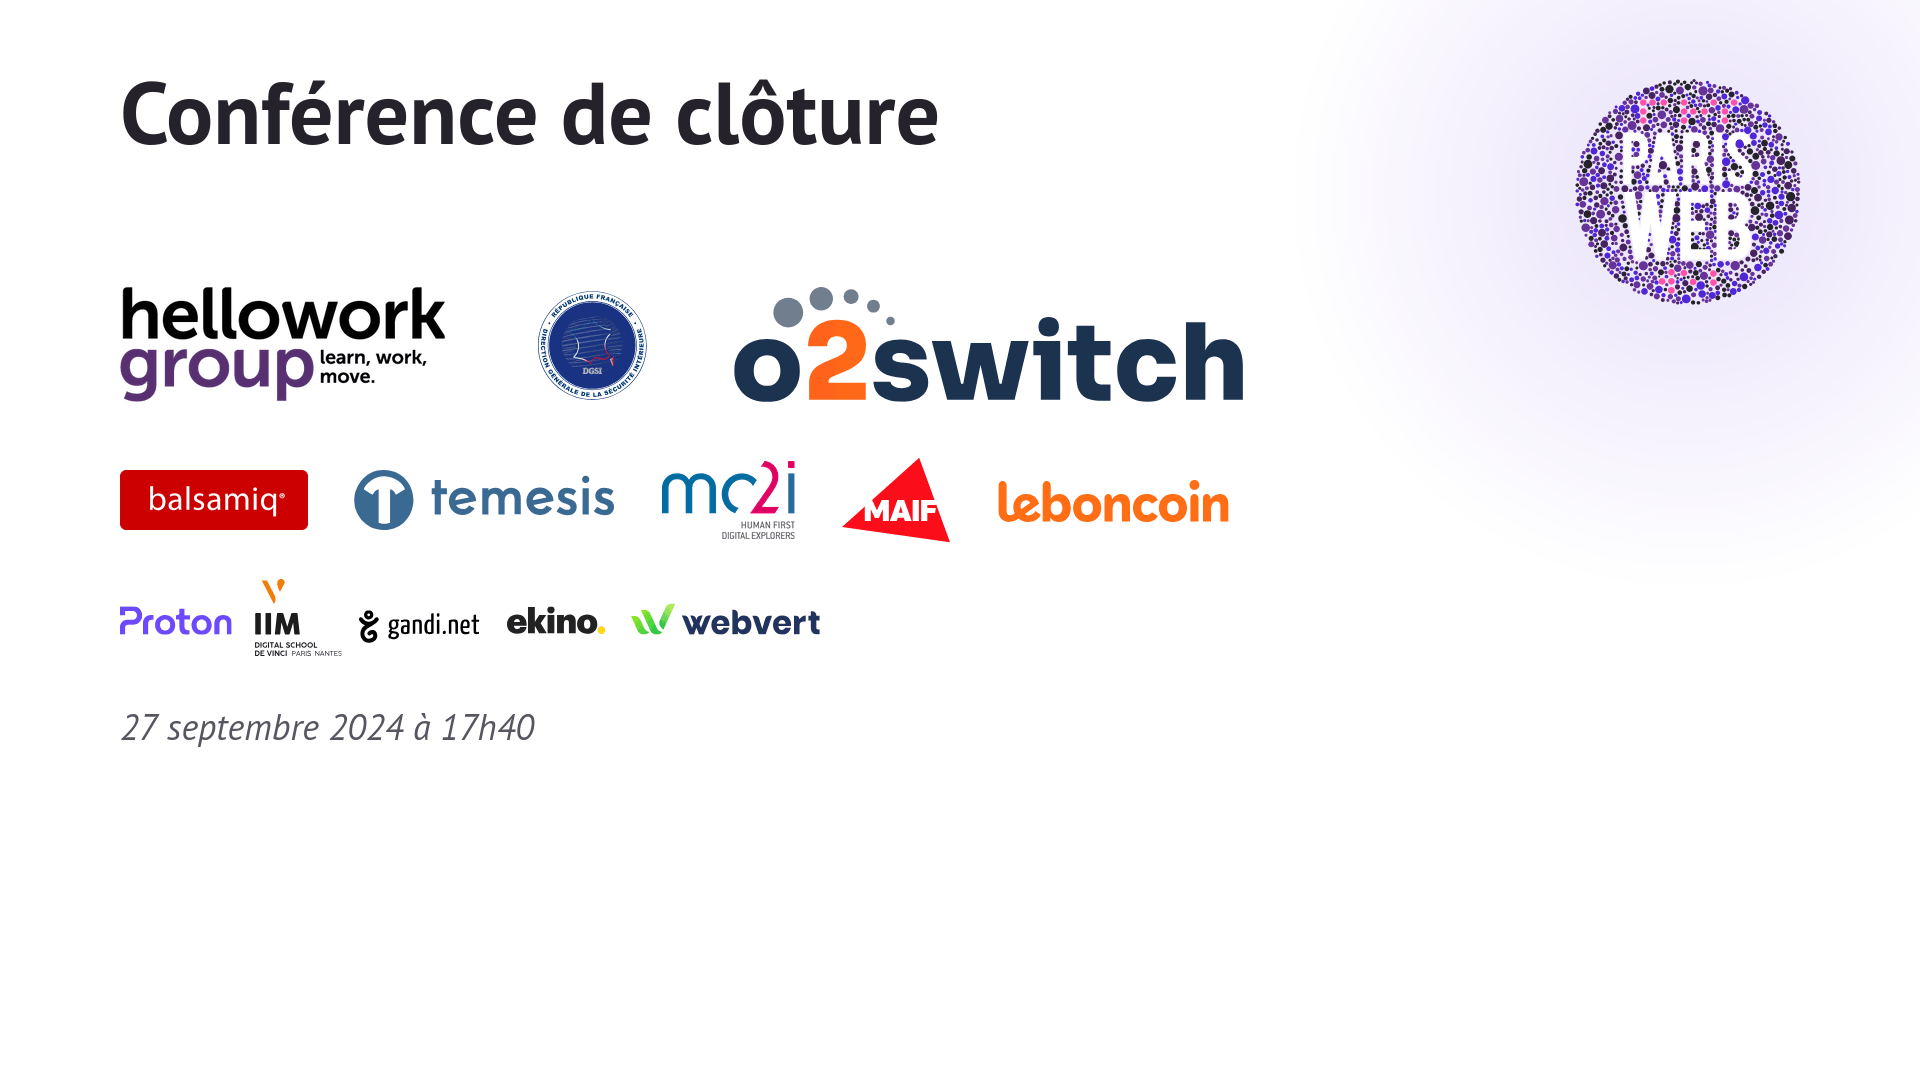 Conférence de clôture
PARIS
WEB
hellowork
group learn, work,
move.
RÉPUBLIQUE FRANÇAISE
DIRECTION GÉNÉRALE DE LA SÉCURITÉ INTÉRIEURE
DGSI
o2switch
balsamiq®
temesis
mc2i
HUMAN FIRST
DIGITAL EXPLORERS
MAIF
leboncoin
Proton
IIM
DIGITAL SCHOOL
DE VINCI PARIS NANTES
gandi.net
ekino.
webvert
27 septembre 2024 à 17h40